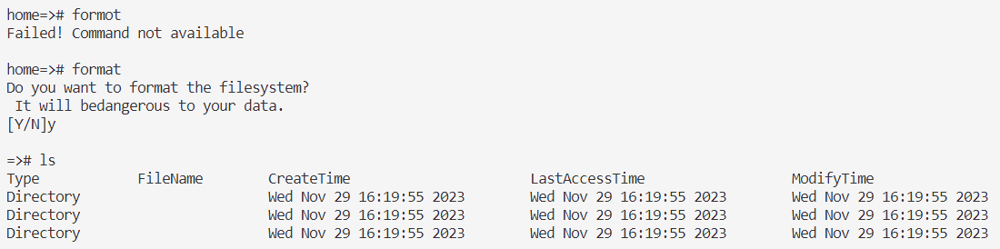 home=># formot
Failed! Command not available
home=># format
Do you want to format the filesystem?
It will bedangerous to your data.
[Y/N]y
=># ls
Type FileName CreateTime LastAccessTime ModifyTime
Directory Wed Nov 29 16:19:55 2023 Wed Nov 29 16:19:55 2023 Wed Nov 29 16:19:55 2023
Directory Wed Nov 29 16:19:55 2023 Wed Nov 29 16:19:55 2023 Wed Nov 29 16:19:55 2023
Directory Wed Nov 29 16:19:55 2023 Wed Nov 29 16:19:55 2023 Wed Nov 29 16:19:55 2023